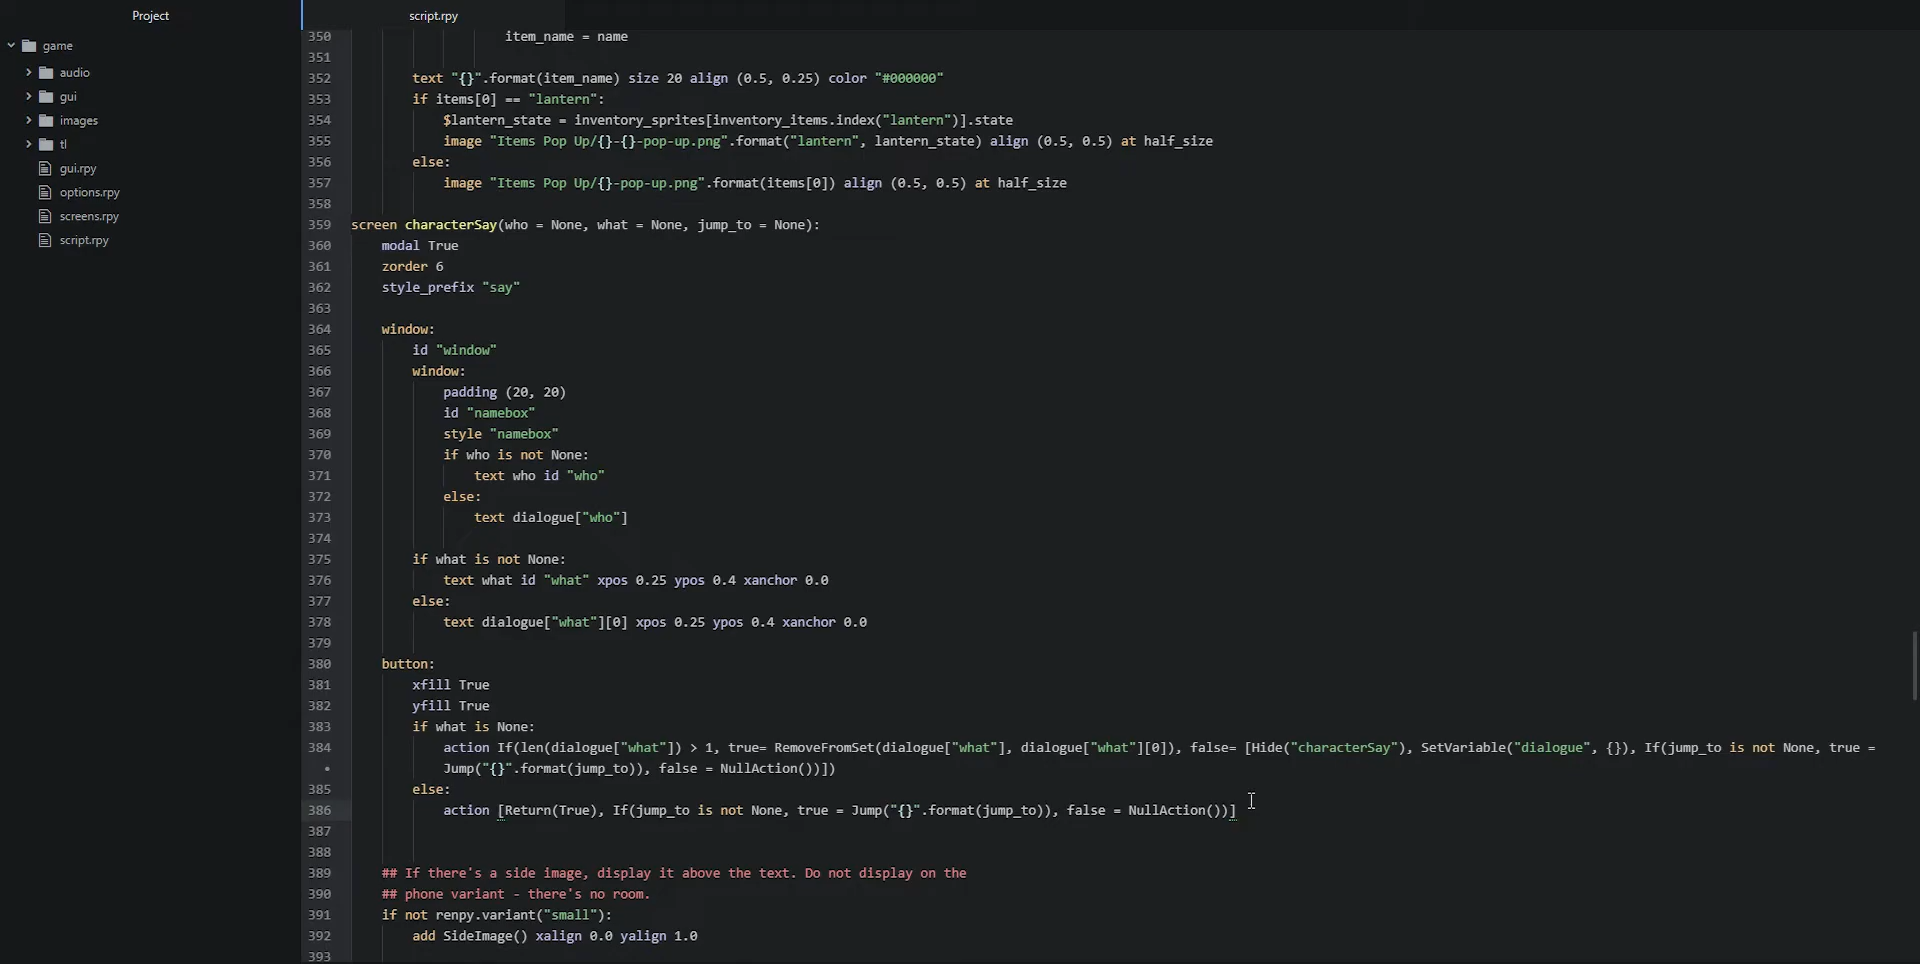 Project
script.rpy
game
audio
gui
images
tl
gui.rpy
options.rpy
screens.rpy
script.rpy
350 item_name = name
351
352 text "{}".format(item_name) size 20 align (0.5, 0.25) color "#000000"
353 if items[0] == "lantern":
354 $lantern_state = inventory_sprites[inventory_items.index("lantern")].state
355 image "Items Pop Up/{}-{}-pop-up.png".format("lantern", lantern_state) align (0.5, 0.5) at half_size
356 else:
357 image "Items Pop Up/{}-pop-up.png".format(items[0]) align (0.5, 0.5) at half_size
358
359 screen characterSay(who = None, what = None, jump_to = None):
360 modal True
361 zorder 6
362 style_prefix "say"
363
364 window:
365 id "window"
366 window:
367 padding (20, 20)
368 id "namebox"
369 style "namebox"
370 if who is not None:
371 text who id "who"
372 else:
373 text dialogue["who"]
374
375 if what is not None:
376 text what id "what" xpos 0.25 ypos 0.4 xanchor 0.0
377 else:
378 text dialogue["what"][0] xpos 0.25 ypos 0.4 xanchor 0.0
379
380 button:
381 xfill True
382 yfill True
383 if what is None:
384 action If(len(dialogue["what"]) > 1, true= RemoveFromSet(dialogue["what"], dialogue["what"][0]), false= [Hide("characterSay"), SetVariable("dialogue", {}), If(jump_to is not None, true =
• Jump("{}".format(jump_to)), false = NullAction())])
385 else:
386 action [Return(True), If(jump_to is not None, true = Jump("{}".format(jump_to)), false = NullAction())]
387
388
389 ## If there's a side image, display it above the text. Do not display on the
390 ## phone variant - there's no room.
391 if not renpy.variant("small"):
392 add SideImage() xalign 0.0 yalign 1.0
393